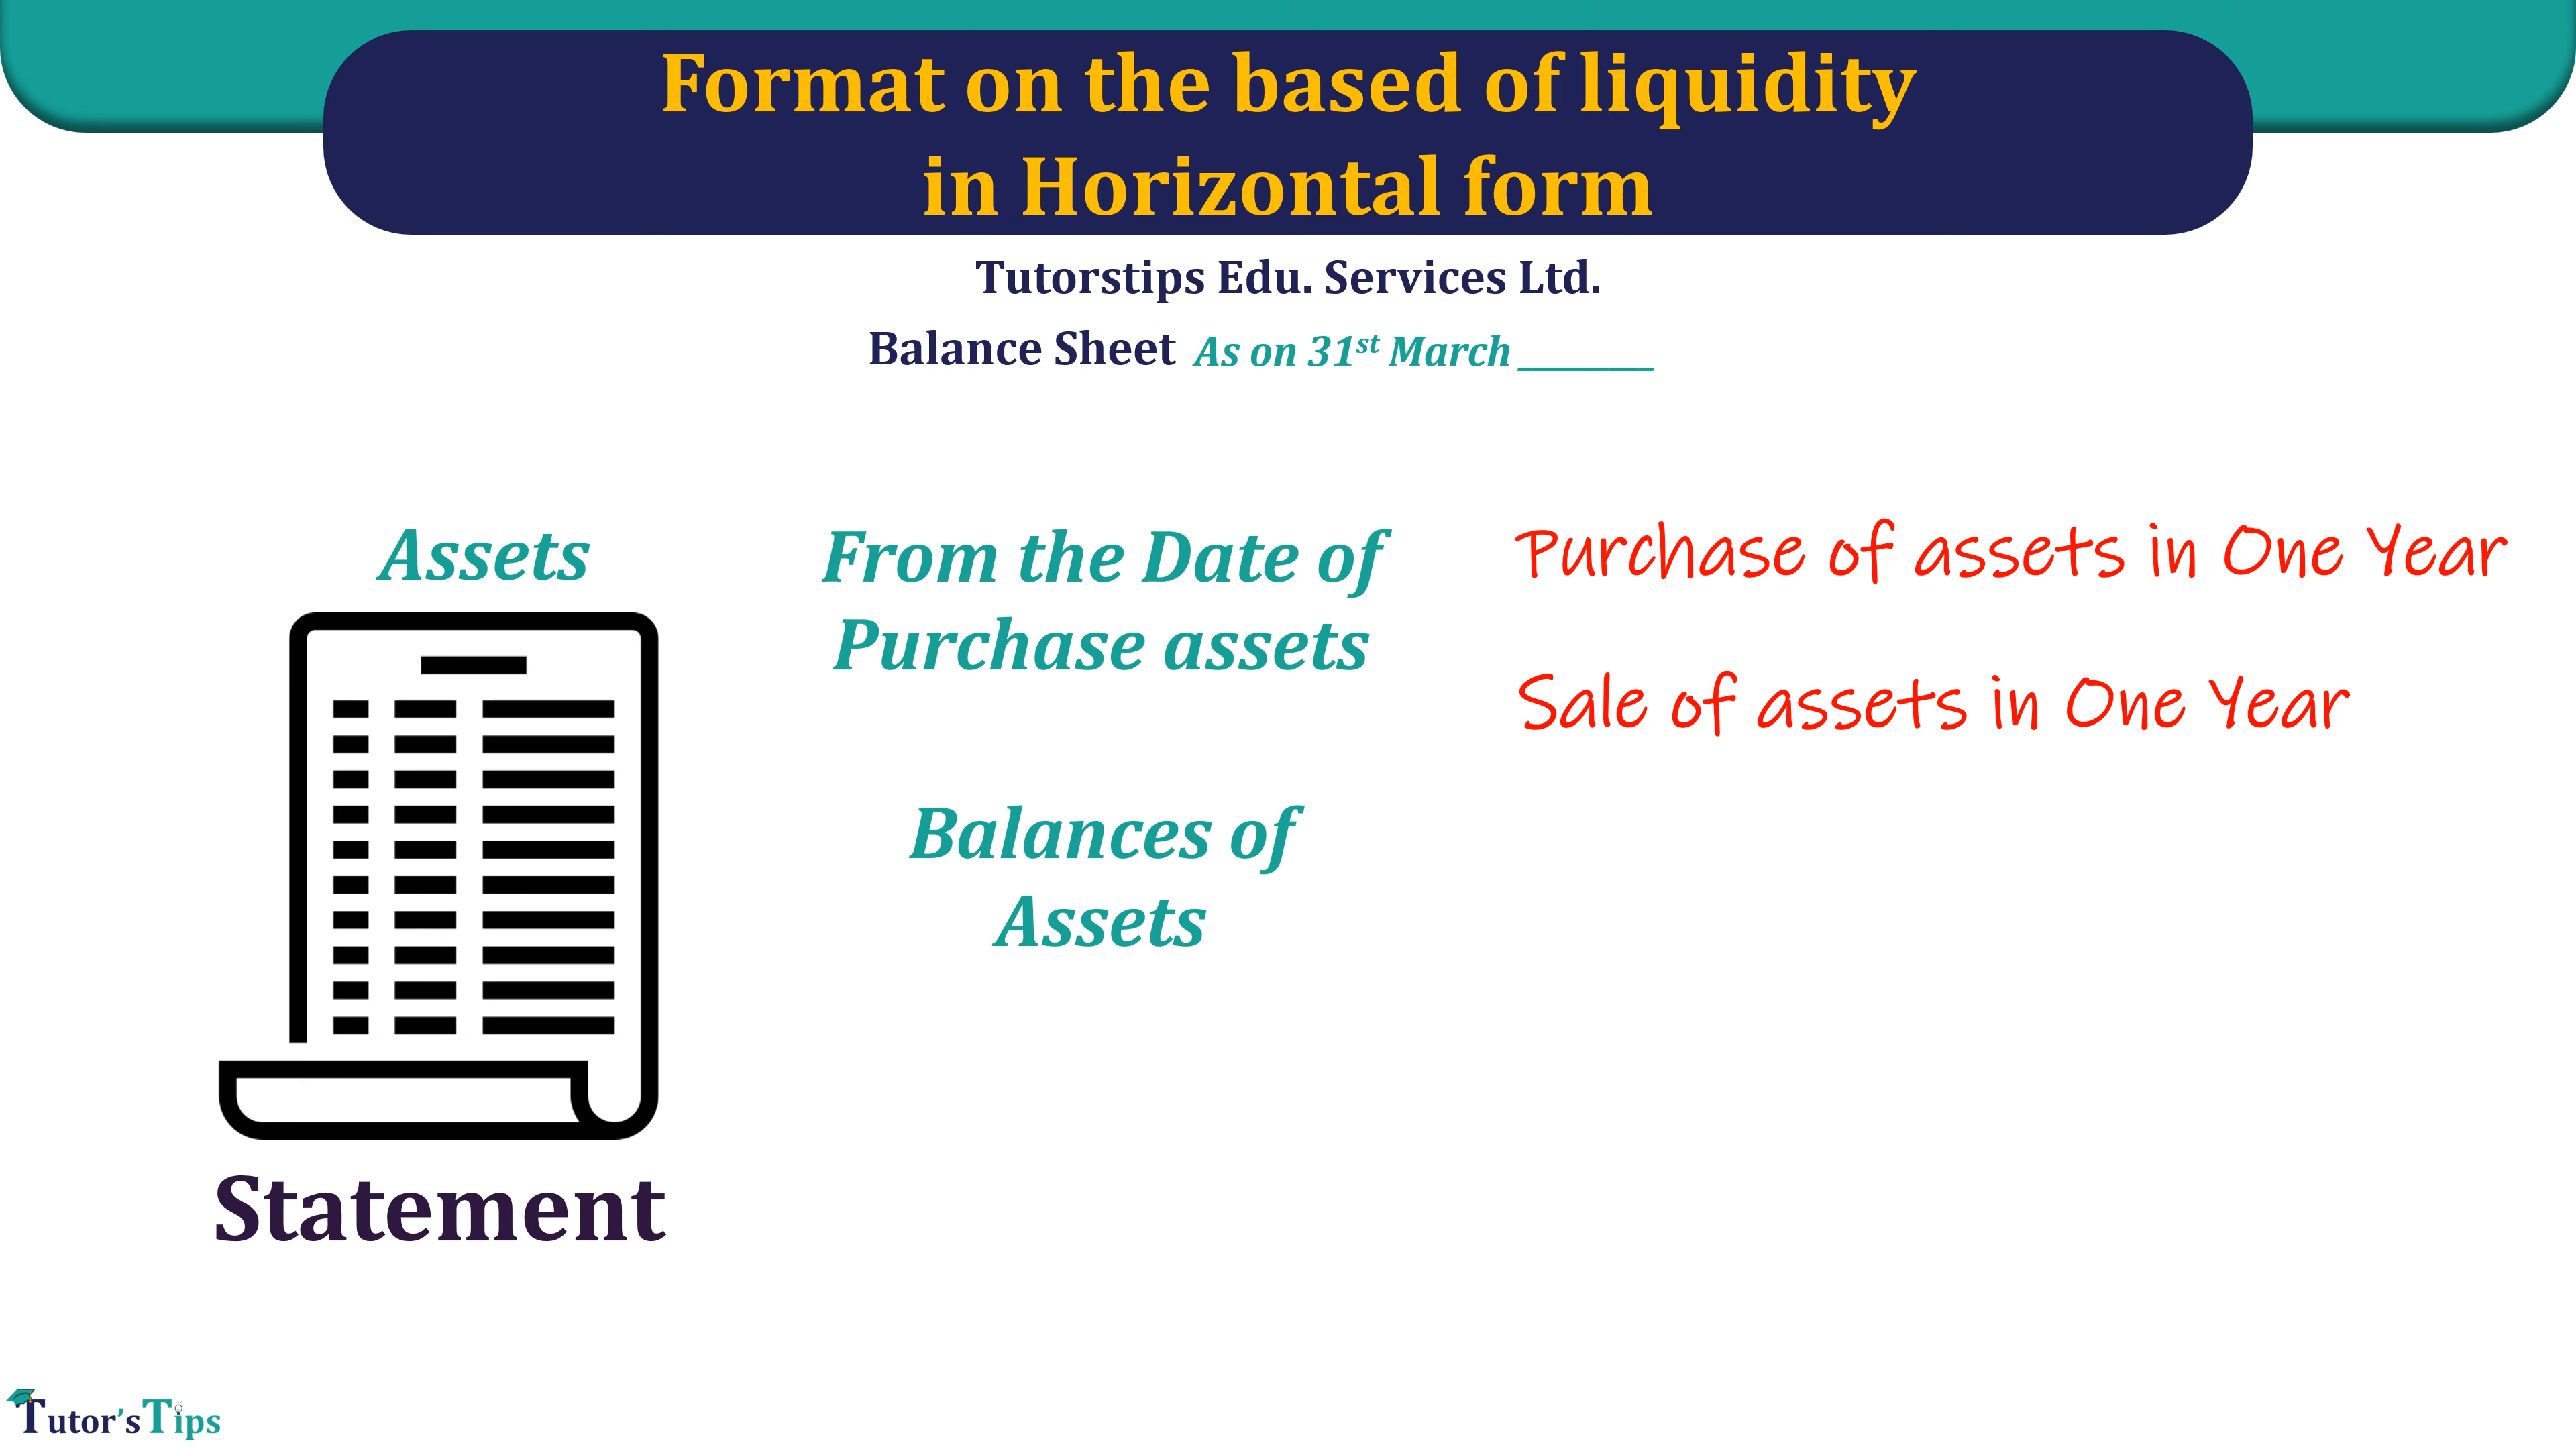 Format on the based of liquidity
in Horizontal form
Tutorstips Edu. Services Ltd.
Balance Sheet As on 31st March ______
Assets
Statement
From the Date of
Purchase assets
Balances of
Assets
Purchase of assets in One Year
Sale of assets in One Year
Tutor'sTips